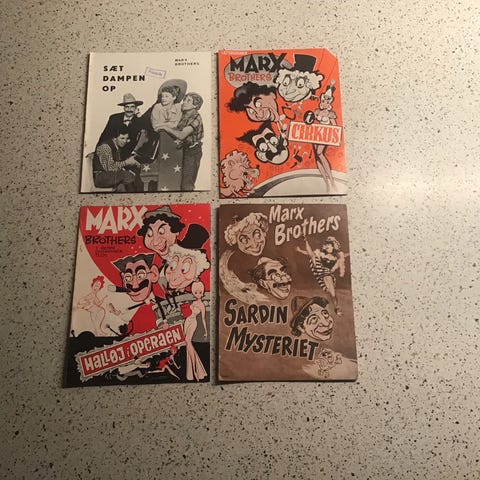 SÆT
DAMPEN
OP
MARX
BROTHERS
MARX
BROTHERS
i
CIRKUS
MARX
BROTHERS
HALLØJ i OPERAEN
Marx
Brothers
SARDIN
MYSTERIET